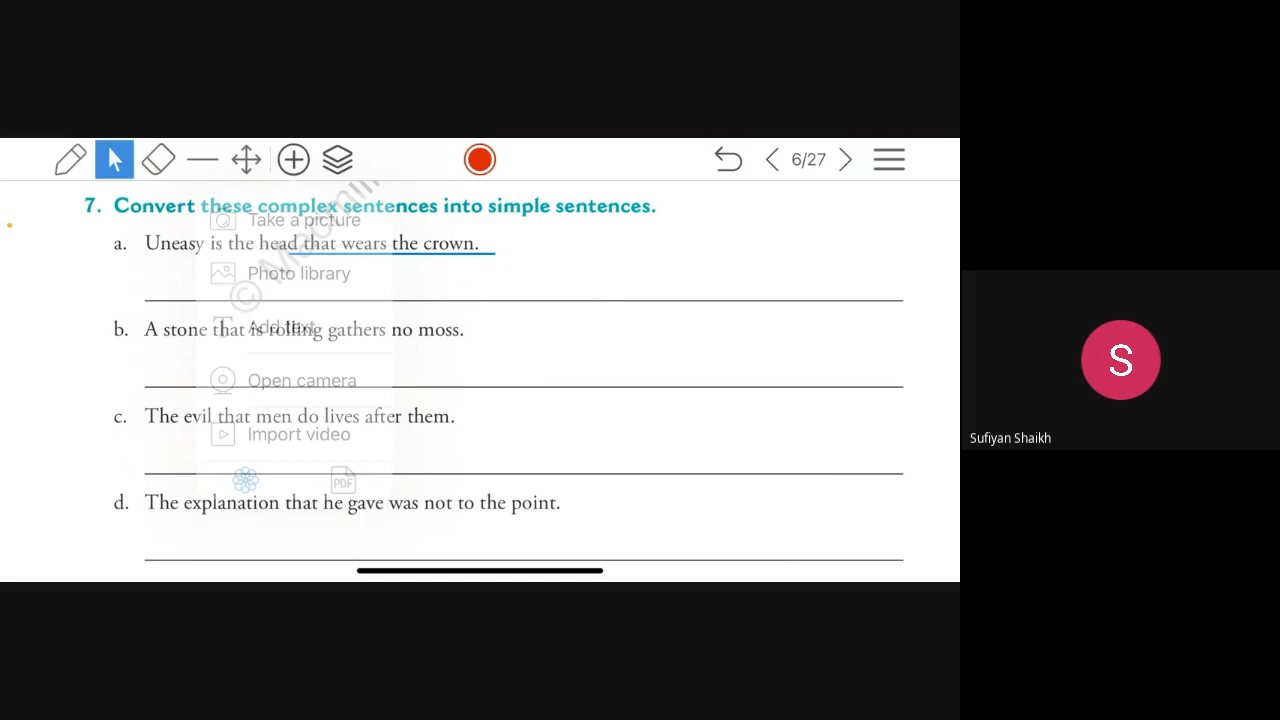 6/27
7. Convert these complex sentences into simple sentences.
Take a picture
a. Uneasy is the head that wears the crown.
Photo library
b. A stone that is rolling gathers no moss.
Add text
Open camera
c. The evil that men do lives after them.
Import video
PDF
d. The explanation that he gave was not to the point.
S
Sufiyan Shaikh